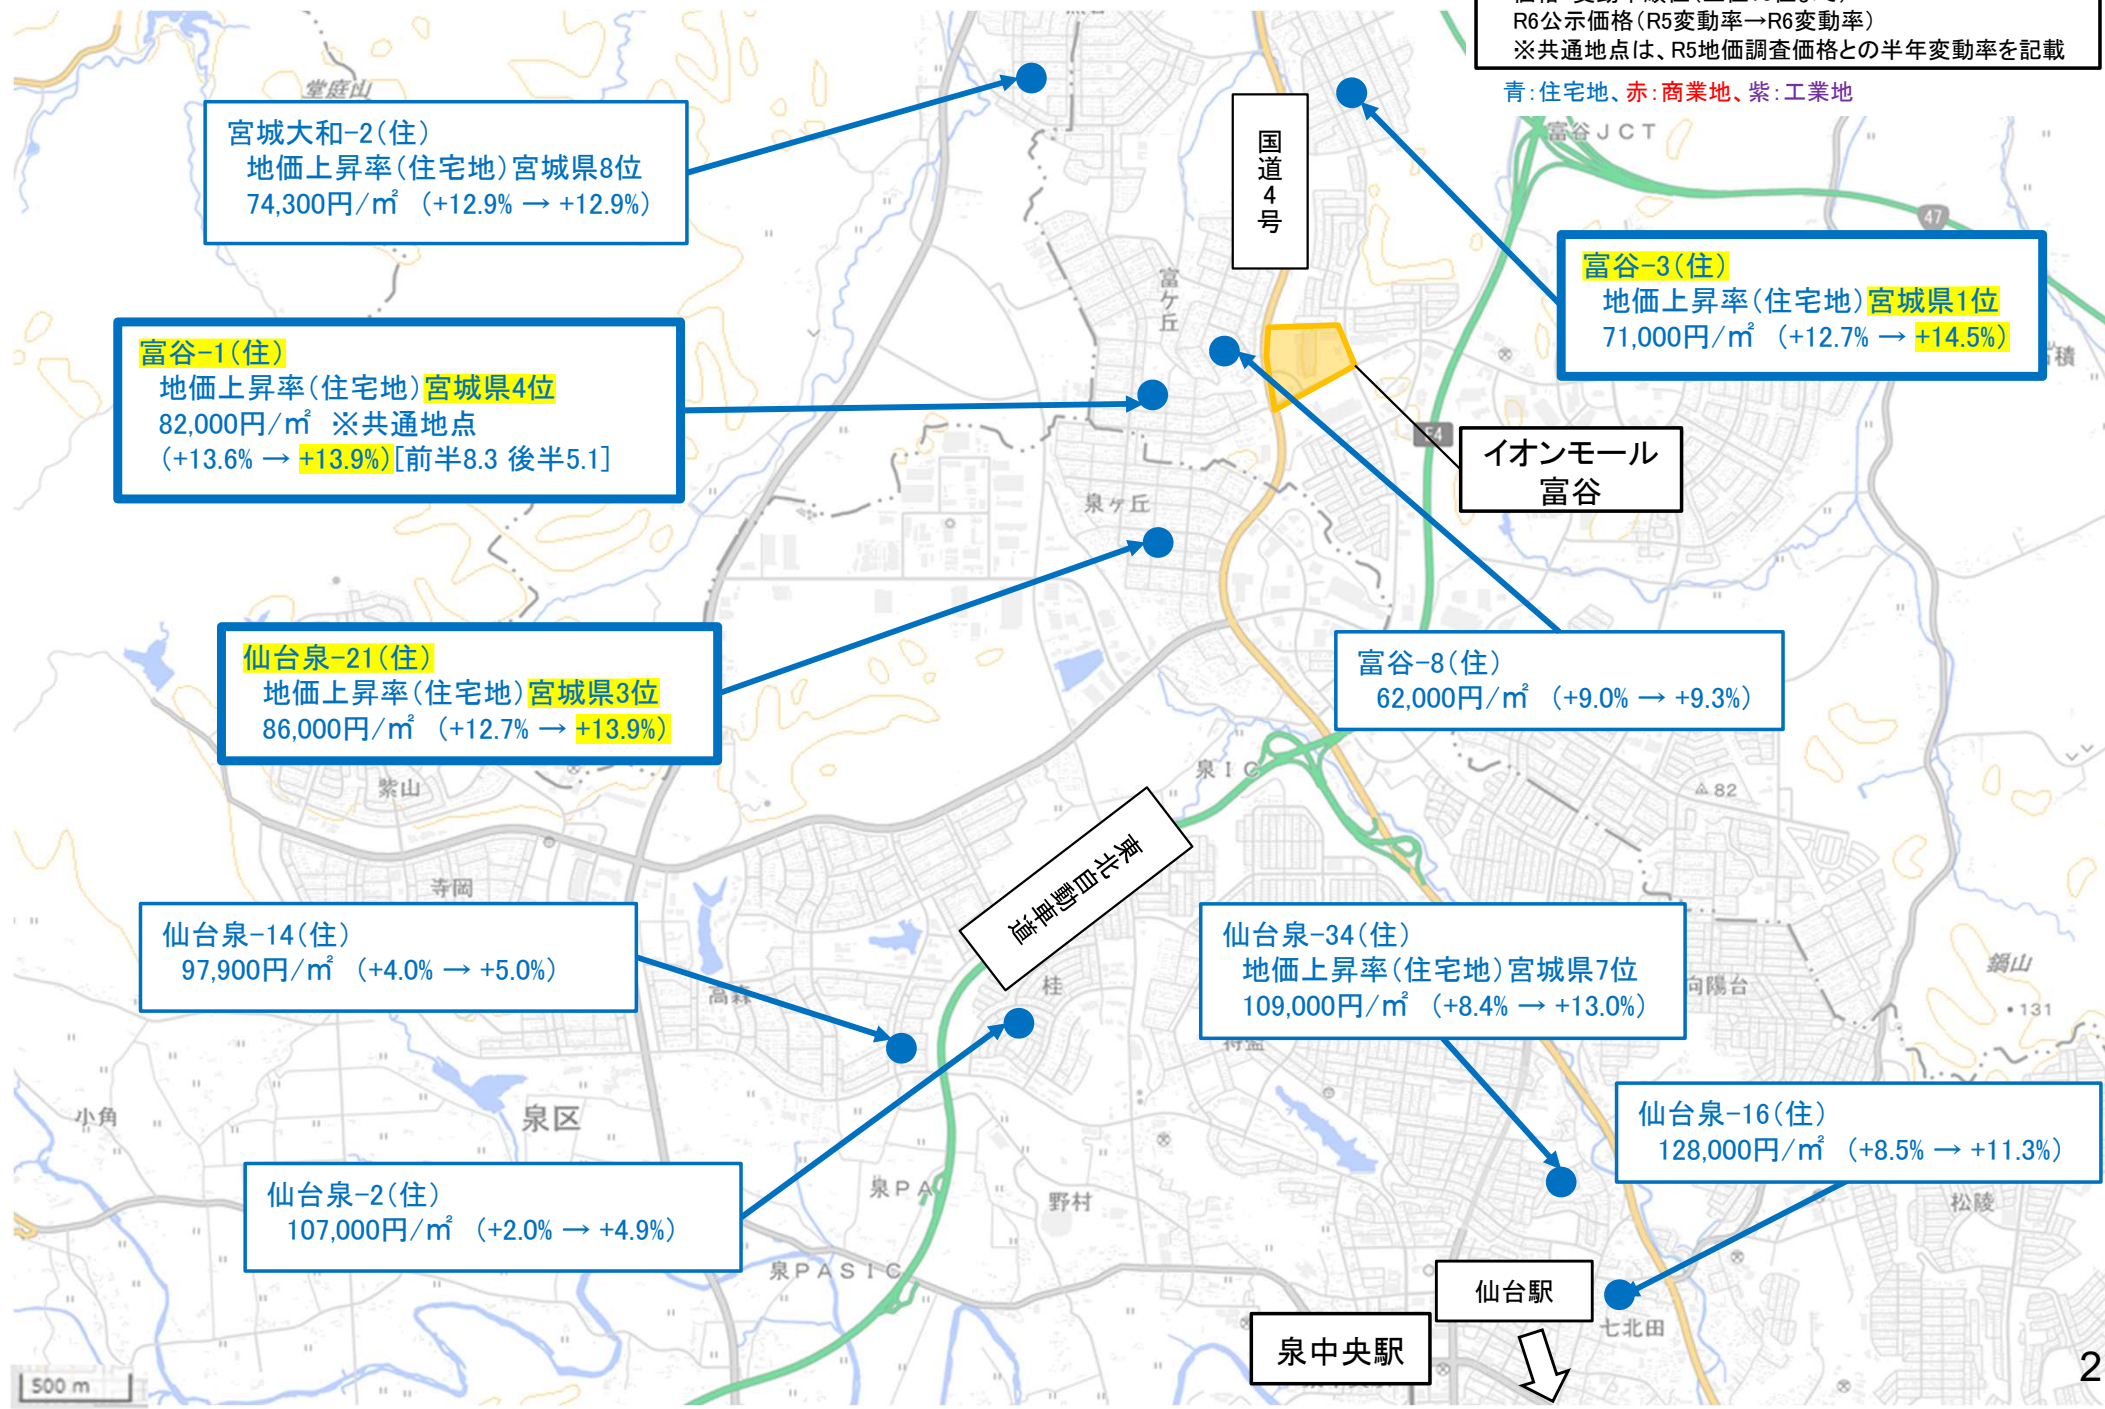 R6公示価格(R5変動率→R6変動率)
※共通地点は、R5地価調査価格との半年変動率を記載
青:住宅地、赤:商業地、紫:工業地
堂庭山
宮城大和-2(住)
地価上昇率(住宅地)宮城県8位
74,300円/㎡ (+12.9% → +12.9%)
国道4号
富谷JCT
47
富谷-3(住)
地価上昇率(住宅地)宮城県1位
71,000円/㎡ (+12.7% → +14.5%)
富ケ丘
富谷-1(住)
地価上昇率(住宅地)宮城県4位
82,000円/㎡ ※共通地点
(+13.6% → +13.9%)[前半8.3 後半5.1]
積
E4
イオンモール
富谷
泉ヶ丘
仙台泉-21(住)
地価上昇率(住宅地)宮城県3位
86,000円/㎡ (+12.7% → +13.9%)
富谷-8(住)
62,000円/㎡ (+9.0% → +9.3%)
紫山
泉IC
82
東北自動車道
寺岡
仙台泉-14(住)
97,900円/㎡ (+4.0% → +5.0%)
高森
桂
仙台泉-34(住)
地価上昇率(住宅地)宮城県7位
109,000円/㎡ (+8.4% → +13.0%)
向陽台
鍋山
131
将監
小角
泉区
仙台泉-16(住)
128,000円/㎡ (+8.5% → +11.3%)
仙台泉-2(住)
107,000円/㎡ (+2.0% → +4.9%)
泉PA
野村
松陵
泉PASIC
仙台駅
七北田
泉中央駅
500 m
2